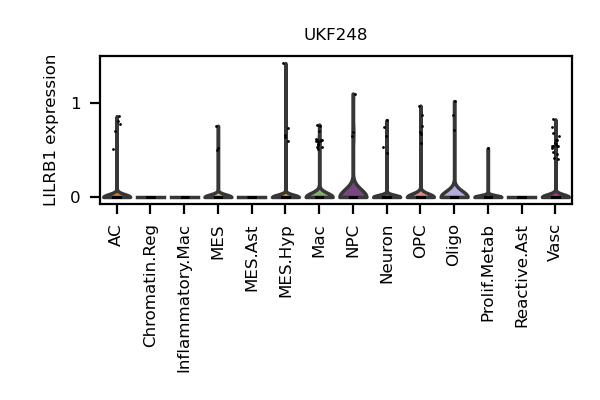 UKF248
LILRB1 expression
1
0
AC
Chromatin.Reg
Inflammatory.Mac
MES
MES.Ast
MES.Hyp
Mac
NPC
Neuron
OPC
Oligo
Prolif.Metab
Reactive.Ast
Vasc